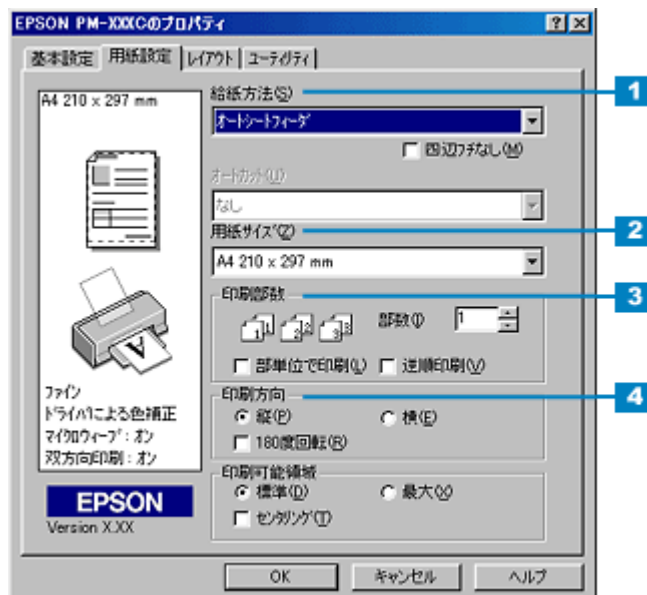 EPSON PM-XXXCのプロパティ
基本設定 用紙設定 レイアウト ユーティリティ
A4 210 x 297 mm
給紙方法(S)
1
オートシートフィーダ
四辺フチなし(M)
オートカット(U)
なし
用紙サイズ(Z)
2
A4 210 x 297 mm
印刷部数
3
部数(I) 1
部単位で印刷(L) 逆順印刷(V)
印刷方向
4
縦(P) 横(E)
180度回転(R)
ファイン
ドライバによる色補正
マイクロウィーブ：オン
双方向印刷：オン
印刷可能領域
標準(D) 最大(X)
センタリング(T)
EPSON
Version X.XX
OK キャンセル ヘルプ